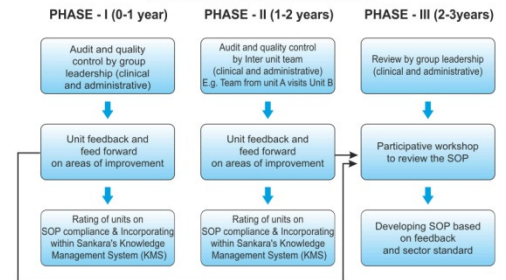 PHASE - I (0-1 year)
Audit and quality
control by group
leadership (clinical
and administrative)
Unit feedback and
feed forward
on areas of improvement
Rating of units on
SOP compliance & Incorporating
within Sankara's Knowledge
Management System (KMS)
PHASE - II (1-2 years)
Audit and quality control
by Inter unit team
(clinical and administrative)
E.g. Team from unit A visits Unit B
Unit feedback and
feed forward
on areas of improvement
Rating of units on
SOP compliance & Incorporating
within Sankara's Knowledge
Management System (KMS)
PHASE - III (2-3years)
Review by group leadership
(clinical and administrative)
Participative workshop
to review the SOP
Developing SOP based
on feedback
and sector standard